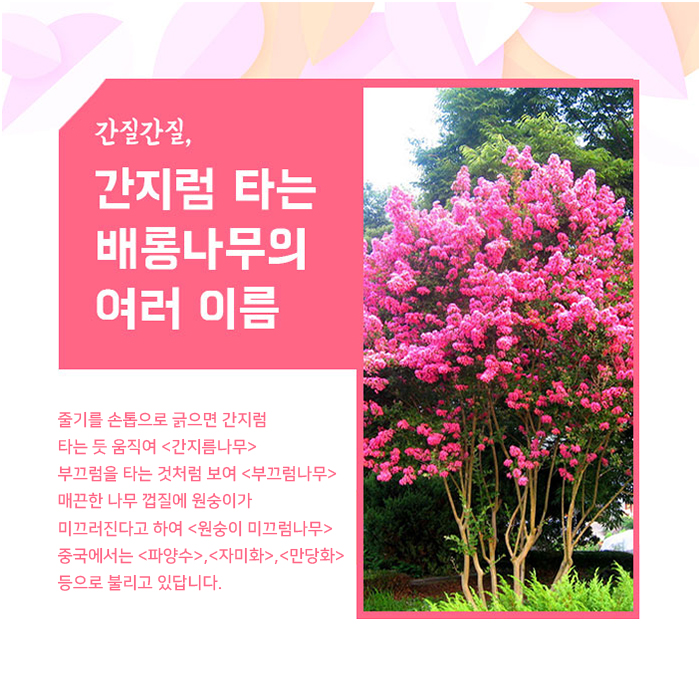 간질간질,
간지럼 타는
배롱나무의
여러 이름
줄기를 손톱으로 긁으면 간지럼
타는 듯 움직여 <간지름나무>
부끄럼을 타는 것처럼 보여 <부끄럼나무>
매끈한 나무 껍질에 원숭이가
미끄러진다고 하여 <원숭이 미끄럼나무>
중국에서는 <파양수>,<자미화>,<만당화>
등으로 불리고 있답니다.